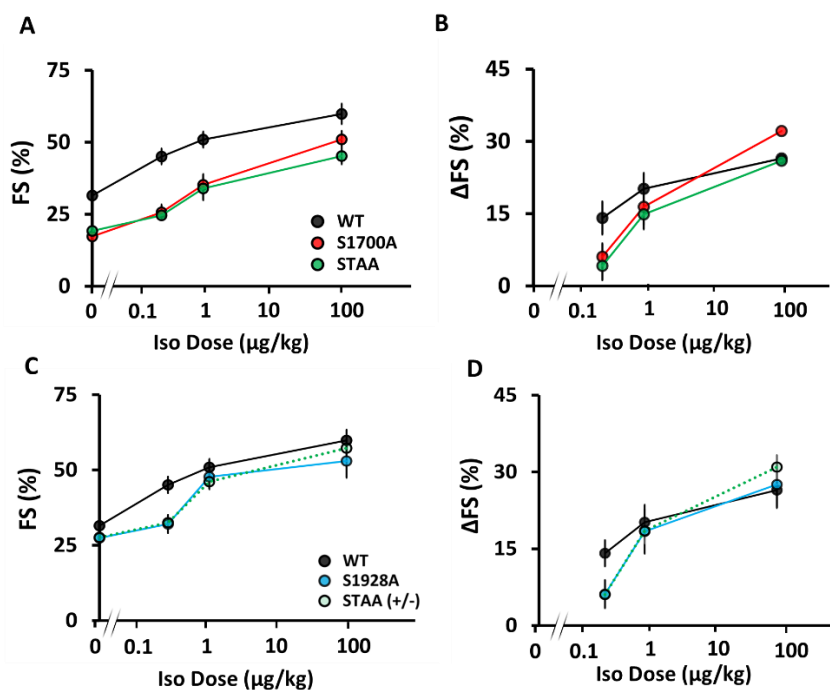 A
FS (%)
75
50
25
0
WT
S1700A
STAA
0 0.1 1 10 100
Iso Dose (µg/kg)
B
ΔFS (%)
45
30
15
0
0 0.1 1 10 100
Iso Dose (µg/kg)
C
FS (%)
75
50
25
0
WT
S1928A
STAA (+/-)
0 0.1 1 10 100
Iso Dose (µg/kg)
D
ΔFS (%)
45
30
15
0
0 0.1 1 10 100
Iso Dose (µg/kg)